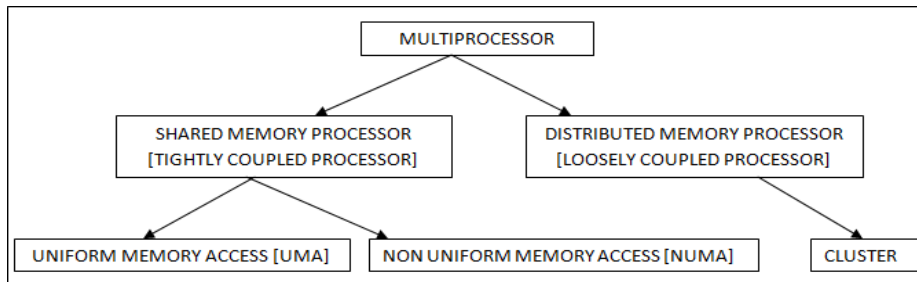 MULTIPROCESSOR
SHARED MEMORY PROCESSOR
[TIGHTLY COUPLED PROCESSOR]
DISTRIBUTED MEMORY PROCESSOR
[LOOSELY COUPLED PROCESSOR]
UNIFORM MEMORY ACCESS [UMA]
NON UNIFORM MEMORY ACCESS [NUMA]
CLUSTER